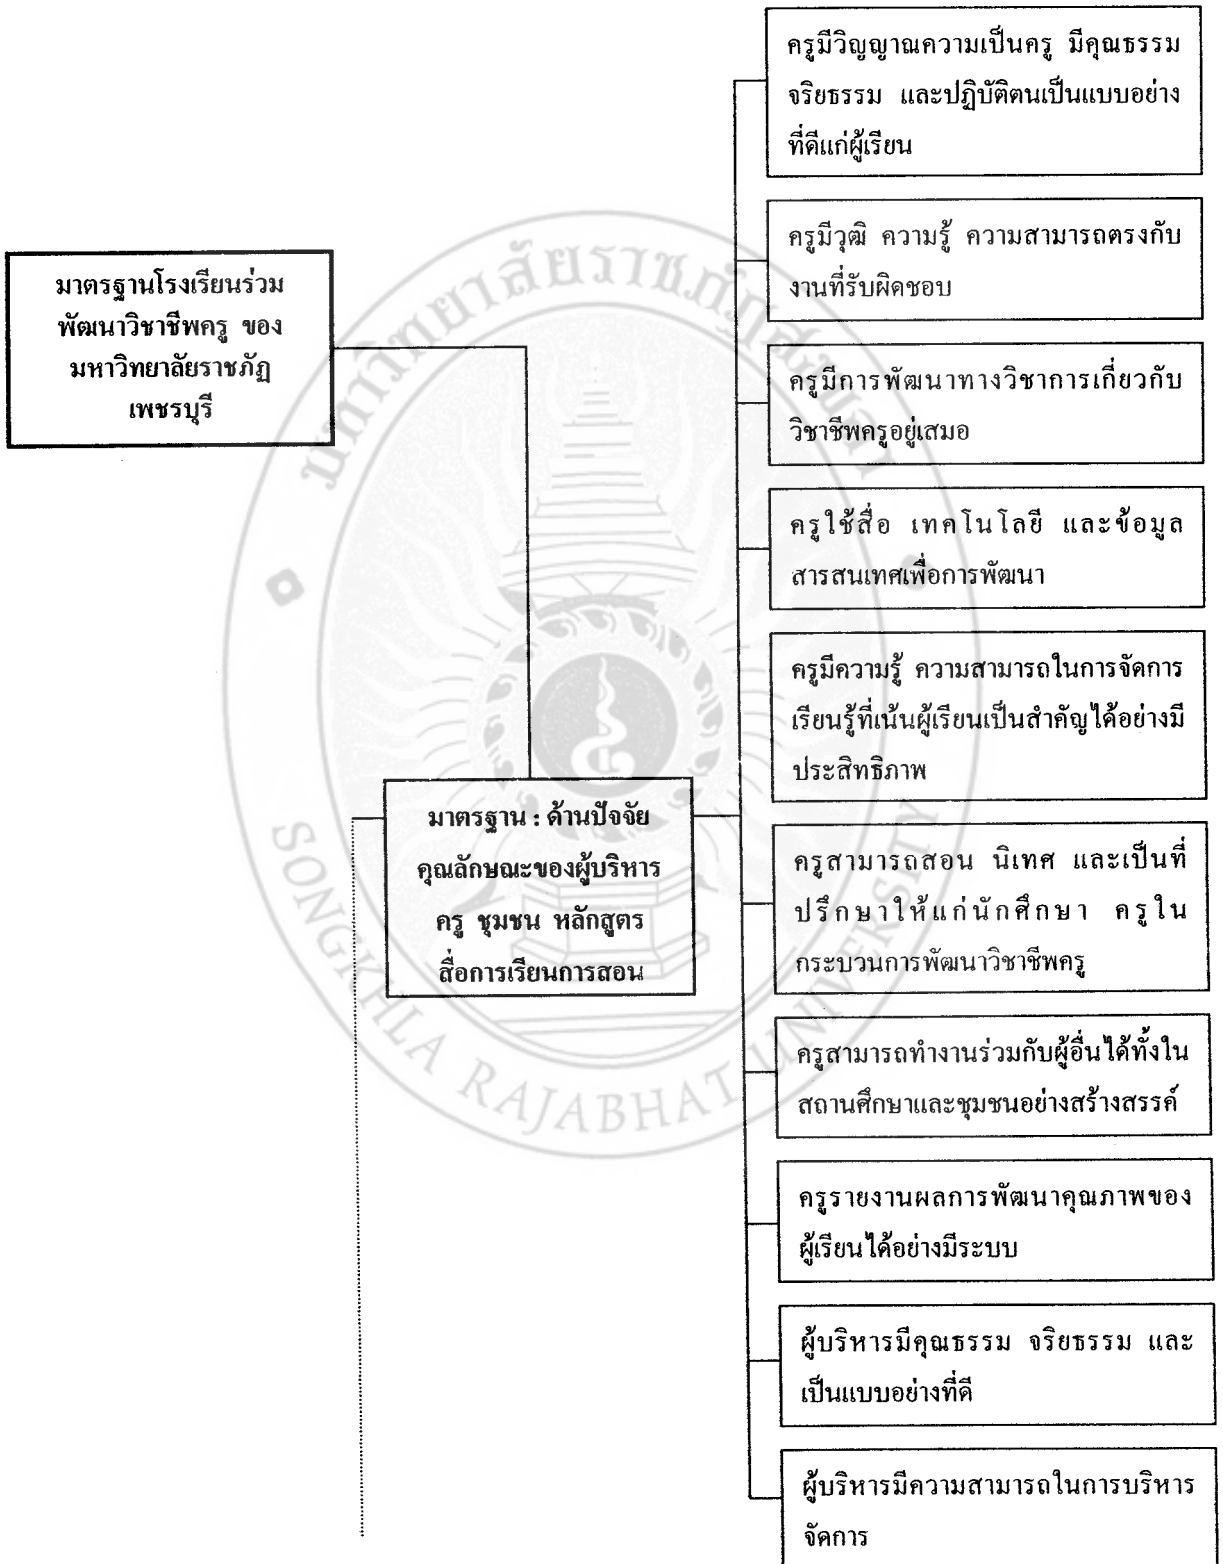 มาตรฐานโรงเรียนร่วม
พัฒนาวิชาชีพครู ของ
มหาวิทยาลัยราชภัฏ
เพชรบุรี
มาตรฐาน : ด้านปัจจัย
คุณลักษณะของผู้บริหาร
ครู ชุมชน หลักสูตร
สื่อการเรียนการสอน
ครูมีวิญญาณความเป็นครู มีคุณธรรม
จริยธรรม และปฏิบัติตนเป็นแบบอย่าง
ที่ดีแก่ผู้เรียน
ครูมีวุฒิ ความรู้ ความสามารถตรงกับ
งานที่รับผิดชอบ
ครูมีการพัฒนาทางวิชาการเกี่ยวกับ
วิชาชีพครูอยู่เสมอ
ครูใช้สื่อ เทคโนโลยี และข้อมูล
สารสนเทศเพื่อการพัฒนา
ครูมีความรู้ ความสามารถในการจัดการ
เรียนรู้ที่เน้นผู้เรียนเป็นสำคัญได้อย่างมี
ประสิทธิภาพ
ครูสามารถสอน นิเทศ และเป็นที่
ปรึกษาให้แก่นักศึกษา ครูใน
กระบวนการพัฒนาวิชาชีพครู
ครูสามารถทำงานร่วมกับผู้อื่นได้ทั้งใน
สถานศึกษาและชุมชนอย่างสร้างสรรค์
ครูรายงานผลการพัฒนาคุณภาพของ
ผู้เรียนได้อย่างมีระบบ
ผู้บริหารมีคุณธรรม จริยธรรม และ
เป็นแบบอย่างที่ดี
ผู้บริหารมีความสามารถในการบริหาร
จัดการ
มหาวิทยาลัยราชภัฏสงขลา
SONGKHLA RAJABHAT UNIVERSITY